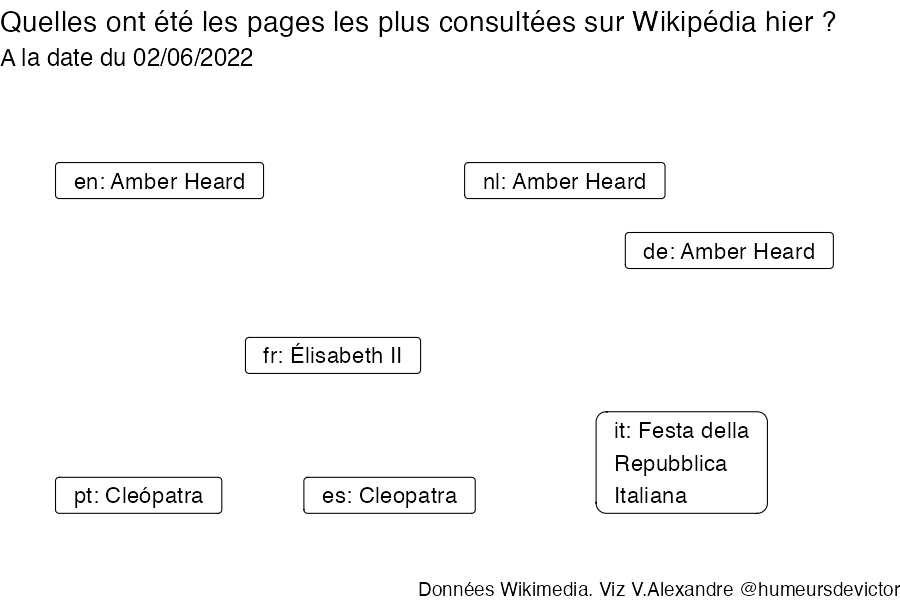 Quelles ont été les pages les plus consultées sur Wikipédia hier ?
A la date du 02/06/2022
en: Amber Heard
nl: Amber Heard
de: Amber Heard
fr: Élisabeth II
it: Festa della
Repubblica
Italiana
pt: Cleópatra
es: Cleopatra
Données Wikimedia. Viz V.Alexandre @humeursdevictor